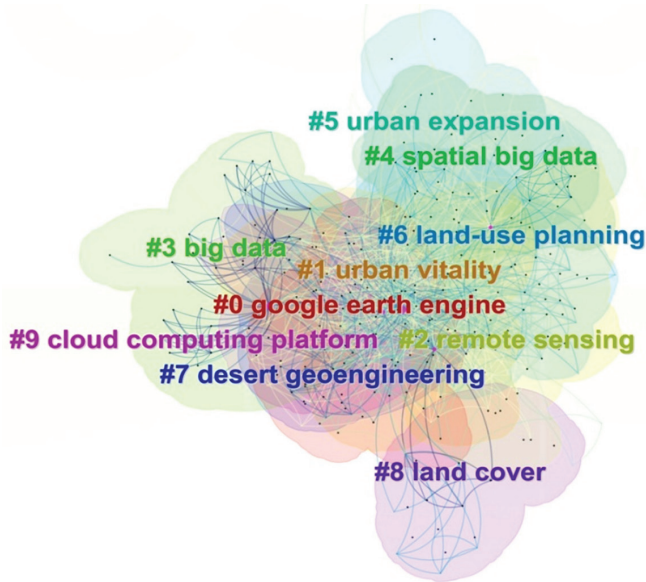 #5 urban expansion
#4 spatial big data
#6 land-use planning
#3 big data
#1 urban vitality
#0 google earth engine
#9 cloud computing platform
#2 remote sensing
#7 desert geoengineering
#8 land cover